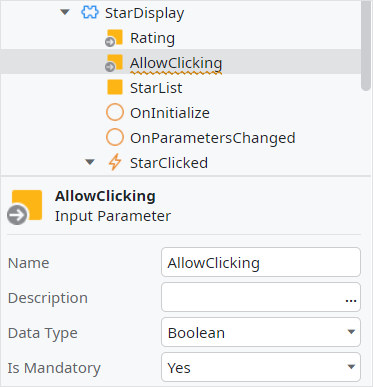 StarDisplay
Rating
AllowClicking
StarList
OnInitialize
OnParametersChanged
StarClicked
AllowClicking
Input Parameter
Name AllowClicking
Description ...
Data Type Boolean
Is Mandatory Yes